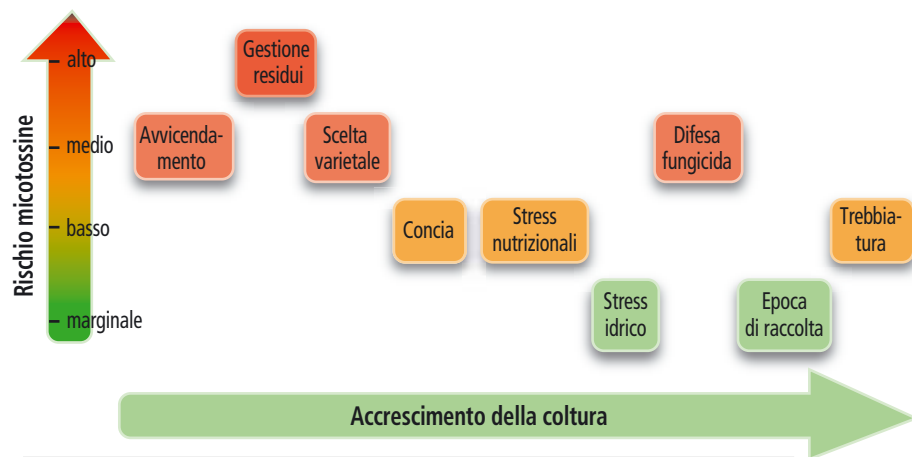 Rischio micotossine
alto
medio
basso
marginale
Avvicenda-
mento
Gestione
residui
Scelta
varietale
Concia
Stress
nutrizionali
Stress
idrico
Difesa
fungicida
Epoca
di raccolta
Trebbia-
tura
Accrescimento della coltura